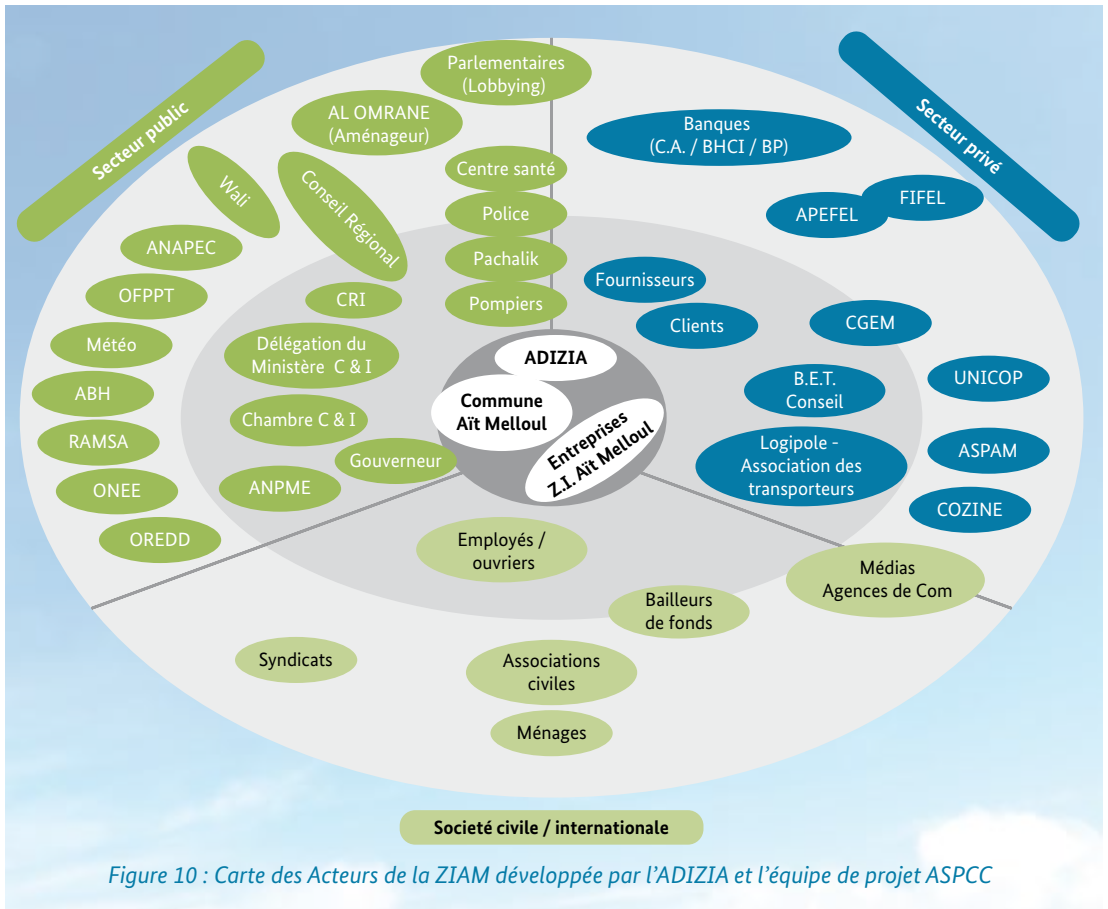 Secteur public
Secteur privé
Parlementaires
(Lobbying)
AL OMRANE
(Aménageur)
Wali
Conseil Régional
Centre santé
Police
Pachalik
Pompiers
ANAPEC
OFPPT
Météo
ABH
RAMSA
ONEE
OREDD
CRI
Délégation du
Ministère C & I
Chambre C & I
Gouverneur
ANPME
ADIZIA
Commune
Aït Melloul
Entreprises
Z.I. Aït Melloul
Banques
(C.A. / BHCI / BP)
APEFEL
FIFEL
Fournisseurs
Clients
CGEM
B.E.T.
Conseil
UNICOP
Logipole -
Association des
transporteurs
ASPAM
COZINE
Employés /
ouvriers
Médias
Agences de Com
Bailleurs
de fonds
Syndicats
Associations
civiles
Ménages
Societé civile / internationale
Figure 10 : Carte des Acteurs de la ZIAM développée par l'ADIZIA et l'équipe de projet ASPCC